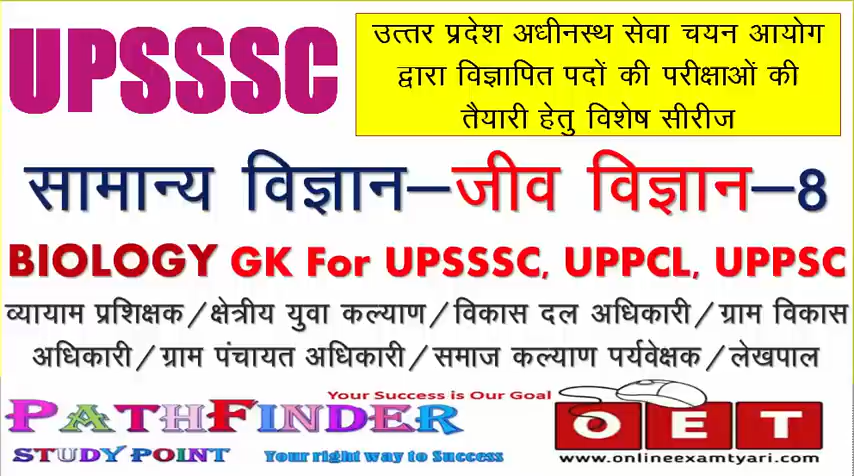 UPSSSC
उत्तर प्रदेश अधीनस्थ सेवा चयन आयोग
द्वारा विज्ञापित पदों की परीक्षाओं की
तैयारी हेतु विशेष सीरीज
सामान्य विज्ञान–जीव विज्ञान–8
BIOLOGY GK For UPSSSC, UPPCL, UPPSC
व्यायाम प्रशिक्षक/क्षेत्रीय युवा कल्याण/विकास दल अधिकारी/ग्राम विकास
अधिकारी/ग्राम पंचायत अधिकारी/समाज कल्याण पर्यवेक्षक/लेखपाल
Your Success is Our Goal
PATHFINDER
STUDY POINT
Your right way to Success
OET
www.onlineexamtyari.com